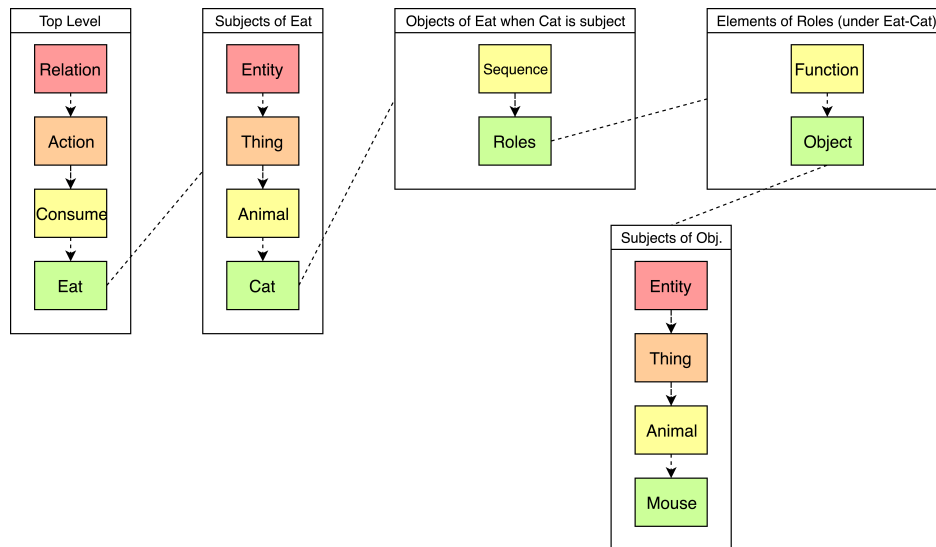 Top Level
Relation
Action
Consume
Eat
Subjects of Eat
Entity
Thing
Animal
Cat
Objects of Eat when Cat is subject
Sequence
Roles
Elements of Roles (under Eat-Cat)
Function
Object
Subjects of Obj.
Entity
Thing
Animal
Mouse